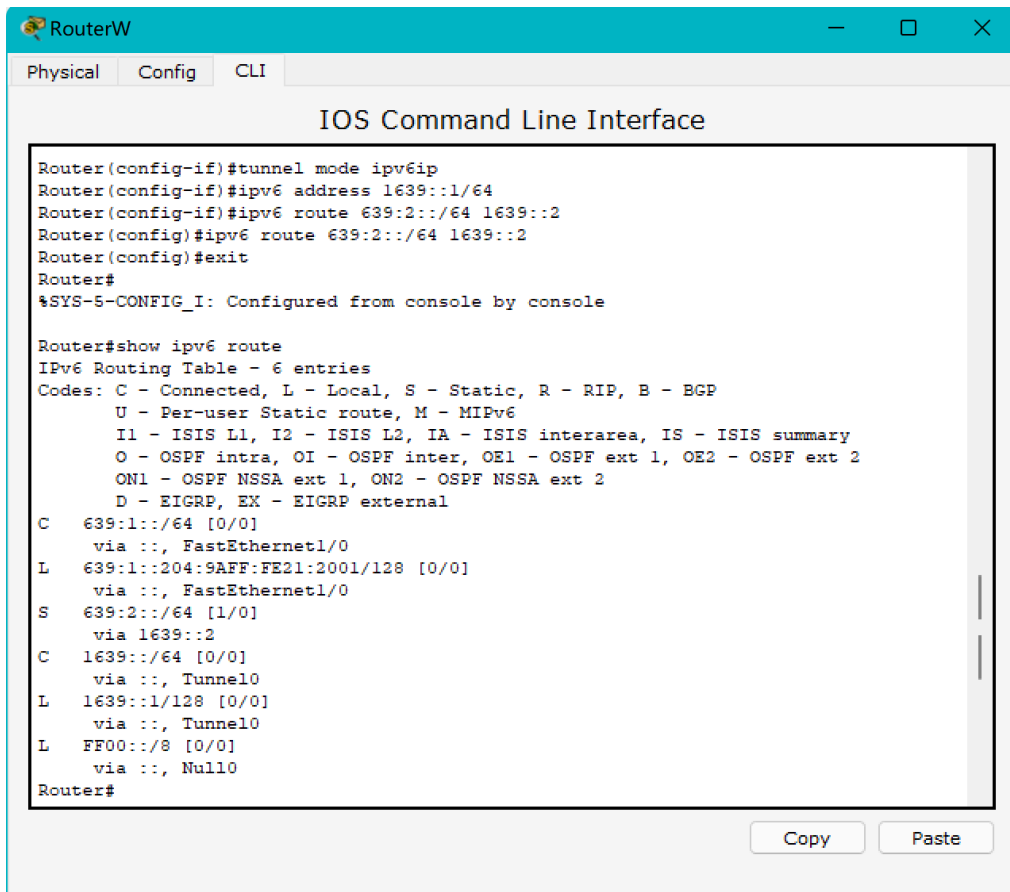 RouterW
Physical Config CLI
IOS Command Line Interface
Router(config-if)#tunnel mode ipv6ip
Router(config-if)#ipv6 address 1639::1/64
Router(config-if)#ipv6 route 639:2::/64 1639::2
Router(config)#ipv6 route 639:2::/64 1639::2
Router(config)#exit
Router#
%SYS-5-CONFIG_I: Configured from console by console
Router#show ipv6 route
IPv6 Routing Table - 6 entries
Codes: C - Connected, L - Local, S - Static, R - RIP, B - BGP
U - Per-user Static route, M - MIPv6
I1 - ISIS L1, I2 - ISIS L2, IA - ISIS interarea, IS - ISIS summary
O - OSPF intra, OI - OSPF inter, OE1 - OSPF ext 1, OE2 - OSPF ext 2
ON1 - OSPF NSSA ext 1, ON2 - OSPF NSSA ext 2
D - EIGRP, EX - EIGRP external
C 639:1::/64 [0/0]
via ::, FastEthernet1/0
L 639:1::204:9AFF:FE21:2001/128 [0/0]
via ::, FastEthernet1/0
S 639:2::/64 [1/0]
via 1639::2
C 1639::/64 [0/0]
via ::, Tunnel0
L 1639::1/128 [0/0]
via ::, Tunnel0
L FF00::/8 [0/0]
via ::, Null0
Router#
Copy Paste